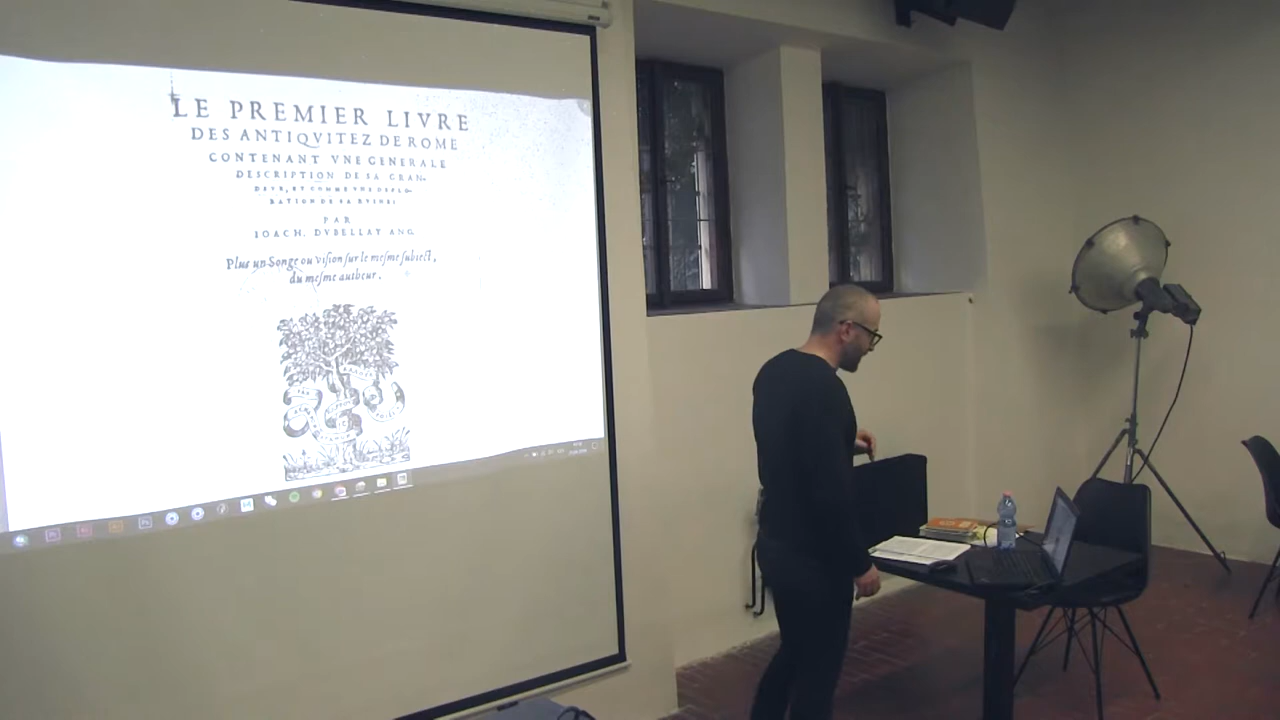 LE PREMIER LIVRE
DES ANTIQVITEZ DE ROME
CONTENANT VNE GENERALE
DESCRIPTION DE SA GRAN-
DEVR, ET COMME VNE DEPLO-
RATION DE SA RVINE:
PAR
IOACH. DVBELLAY ANG.
Plus un Songe ou viſion ſur le meſme ſubiect,
du meſme autheur.